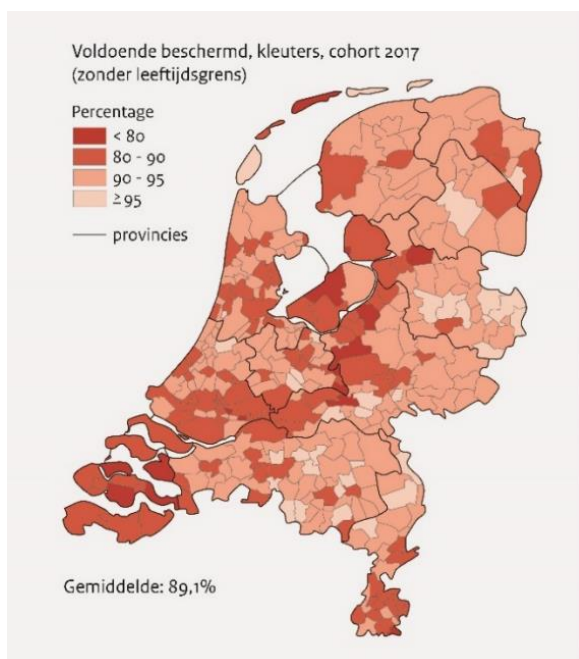 Voldoende beschermd, kleuters, cohort 2017
(zonder leeftijdsgrens)
Percentage
< 80
80 - 90
90 - 95
≥ 95
provincies
Gemiddelde: 89,1%